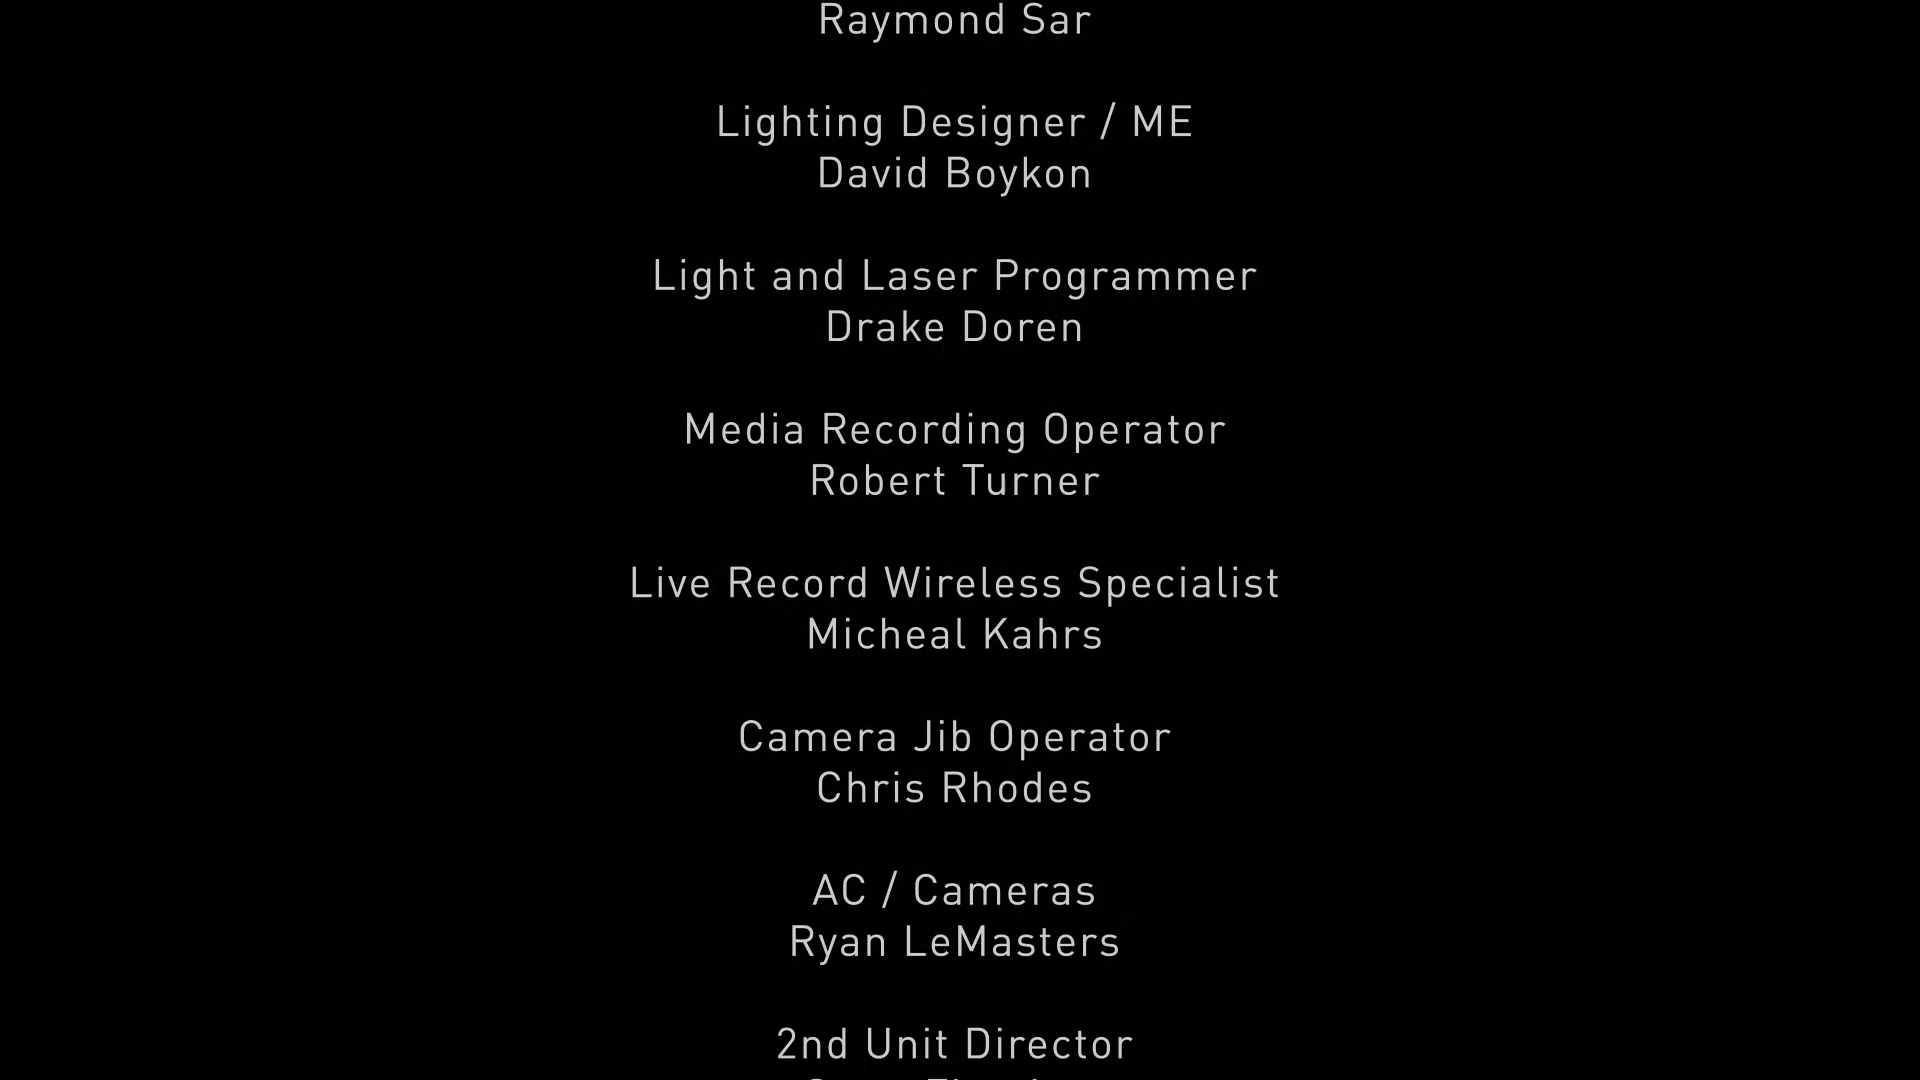 Raymond Sar
Lighting Designer / ME
David Boykon
Light and Laser Programmer
Drake Doren
Media Recording Operator
Robert Turner
Live Record Wireless Specialist
Micheal Kahrs
Camera Jib Operator
Chris Rhodes
AC / Cameras
Ryan LeMasters
2nd Unit Director